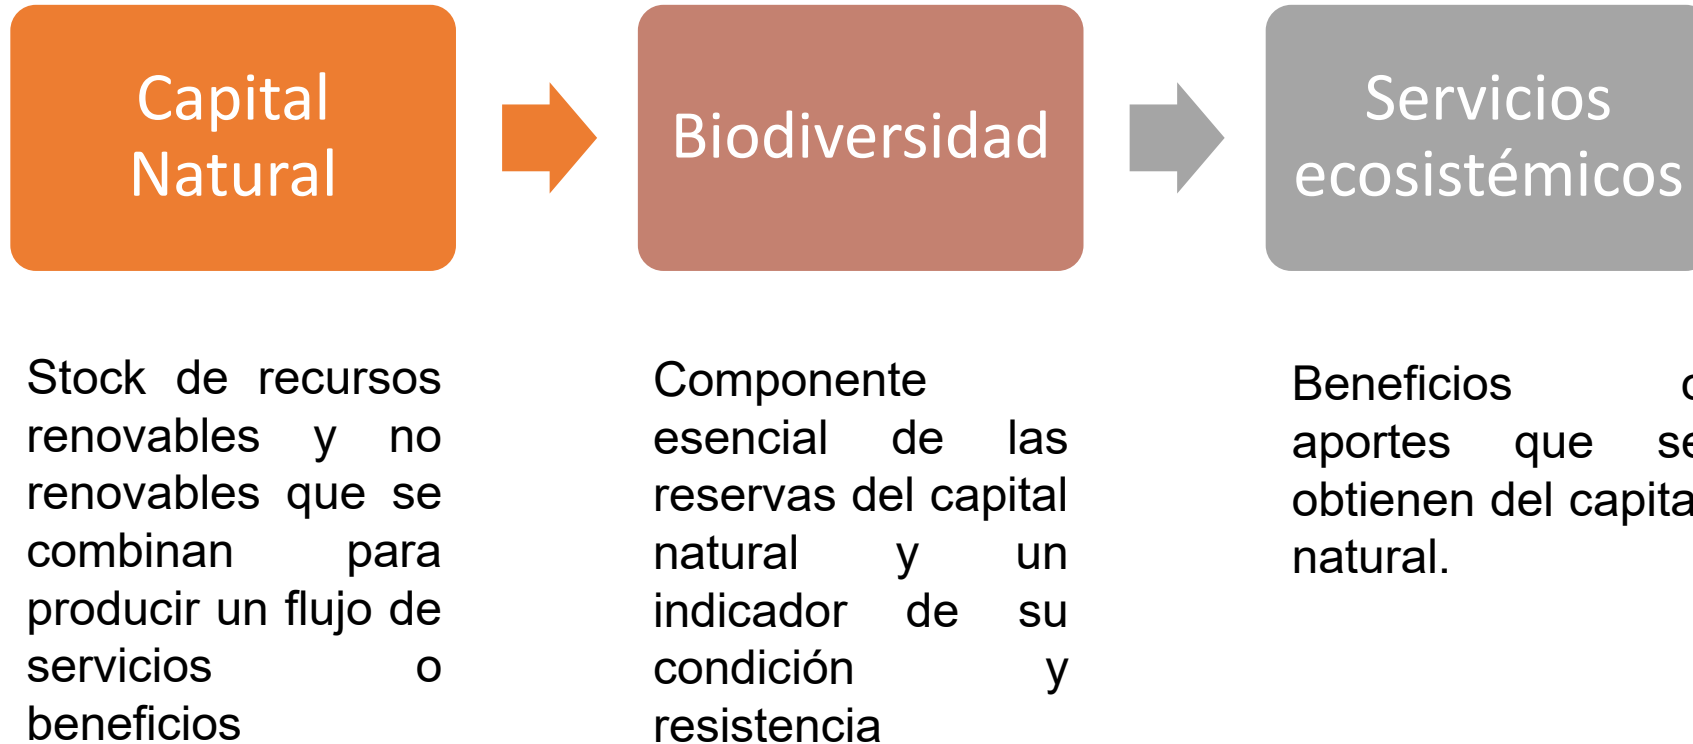 Capital
Natural
Biodiversidad
Servicios
ecosistémicos
Stock de recursos
renovables y no
renovables que se
combinan para
producir un flujo de
servicios o
beneficios
Componente
esencial de las
reservas del capital
natural y un
indicador de su
condición y
resistencia
Beneficios o
aportes que se
obtienen del capita
natural.